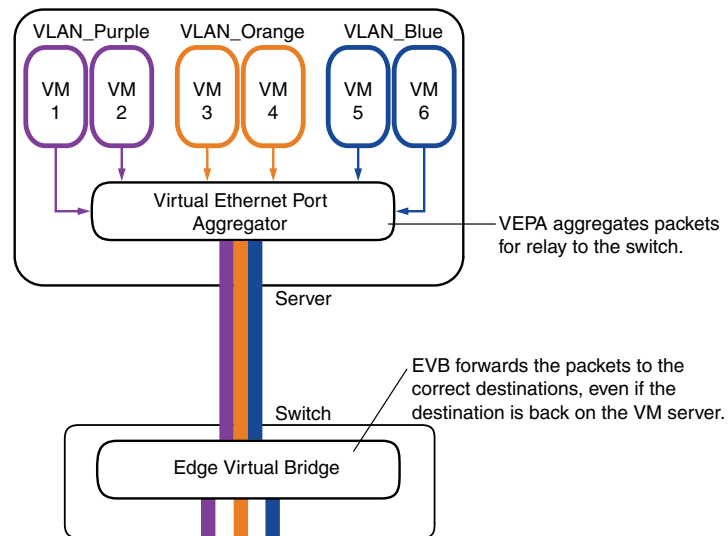 VLAN_Purple
VLAN_Orange
VLAN_Blue
VM
1
VM
2
VM
3
VM
4
VM
5
VM
6
Virtual Ethernet Port
Aggregator
VEPA aggregates packets
for relay to the switch.
Server
EVB forwards the packets to the
correct destinations, even if the
destination is back on the VM server.
Switch
Edge Virtual Bridge